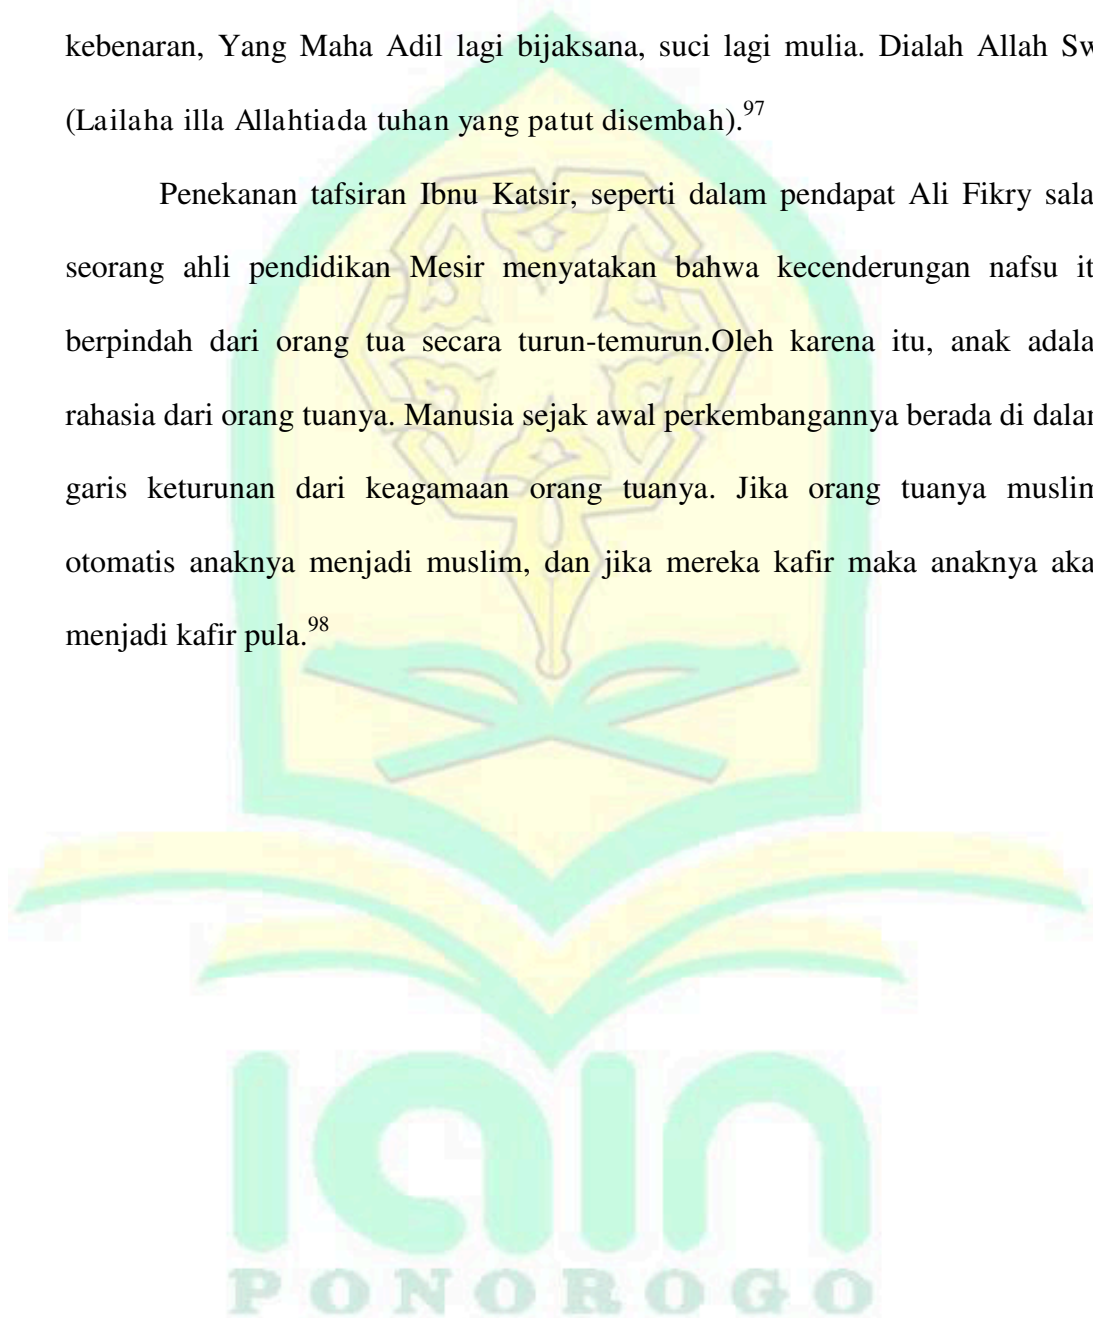 kebenaran, Yang Maha Adil lagi bijaksana, suci lagi mulia. Dialah Allah Sw
(Lailaha illa Allahtiada tuhan yang patut disembah).97
Penekanan tafsiran Ibnu Katsir, seperti dalam pendapat Ali Fikry sala
seorang ahli pendidikan Mesir menyatakan bahwa kecenderungan nafsu it
berpindah dari orang tua secara turun-temurun.Oleh karena itu, anak adala
rahasia dari orang tuanya. Manusia sejak awal perkembangannya berada di dalan
garis keturunan dari keagamaan orang tuanya. Jika orang tuanya muslim
otomatis anaknya menjadi muslim, dan jika mereka kafir maka anaknya aka
menjadi kafir pula.98
iain
PONOROGO